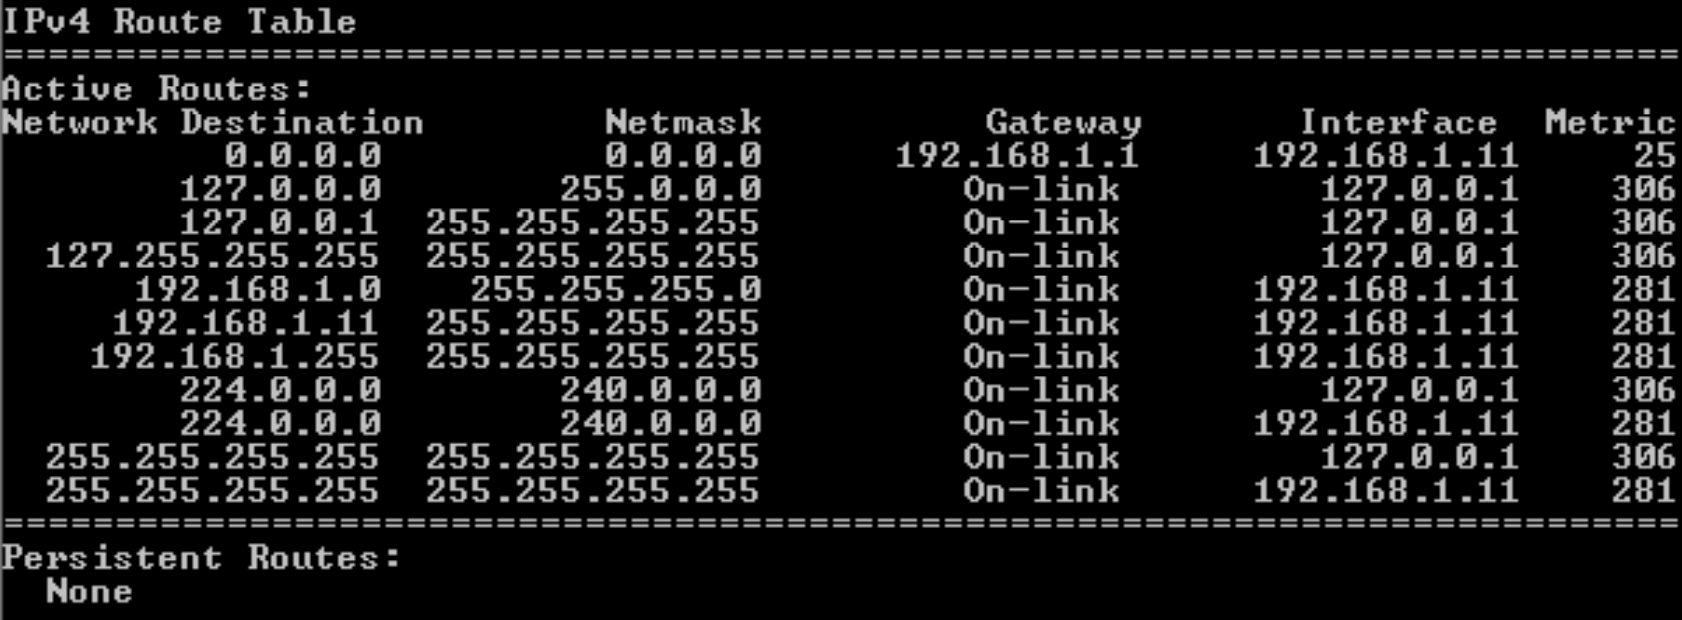 IPv4 Route Table
===========================================================================
Active Routes:
Network Destination        Netmask          Gateway       Interface  Metric
          0.0.0.0          0.0.0.0      192.168.1.1     192.168.1.11     25
        127.0.0.0        255.0.0.0         On-link         127.0.0.1    306
        127.0.0.1  255.255.255.255         On-link         127.0.0.1    306
  127.255.255.255  255.255.255.255         On-link         127.0.0.1    306
      192.168.1.0    255.255.255.0         On-link      192.168.1.11    281
     192.168.1.11  255.255.255.255         On-link      192.168.1.11    281
    192.168.1.255  255.255.255.255         On-link      192.168.1.11    281
        224.0.0.0        240.0.0.0         On-link         127.0.0.1    306
        224.0.0.0        240.0.0.0         On-link      192.168.1.11    281
  255.255.255.255  255.255.255.255         On-link         127.0.0.1    306
  255.255.255.255  255.255.255.255         On-link      192.168.1.11    281
===========================================================================
Persistent Routes:
  None